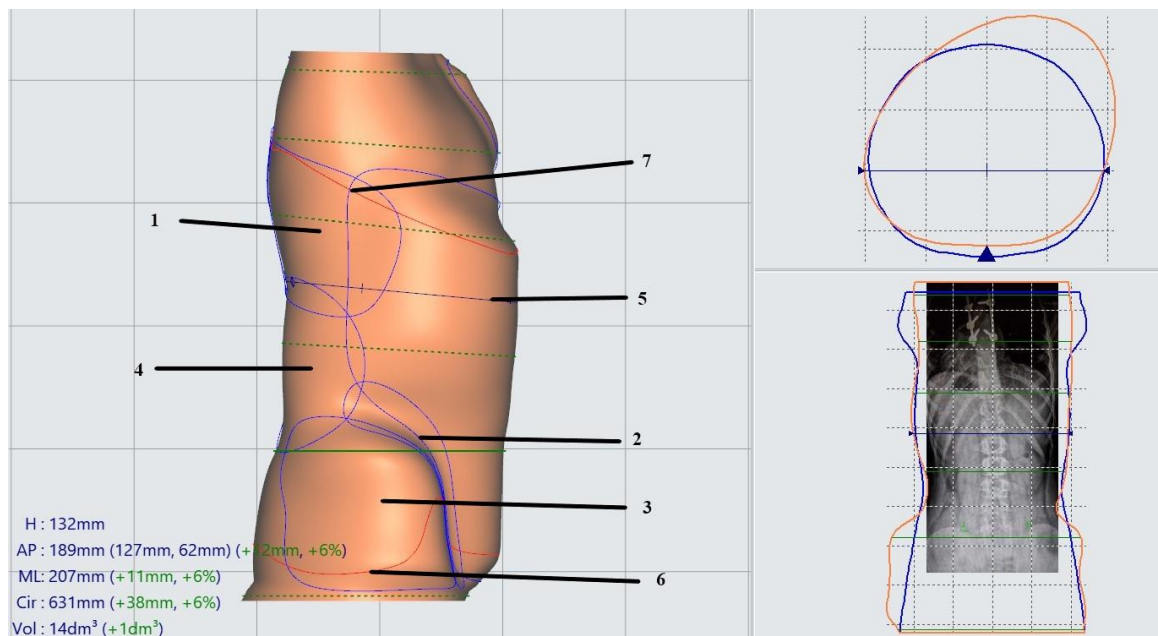 7
1
5
4
2
3
6
H : 132mm
AP : 189mm (127mm, 62mm) (+12mm, +6%)
ML: 207mm (+11mm, +6%)
Cir : 631mm (+38mm, +6%)
Vol : 14dm³ (+1dm³)